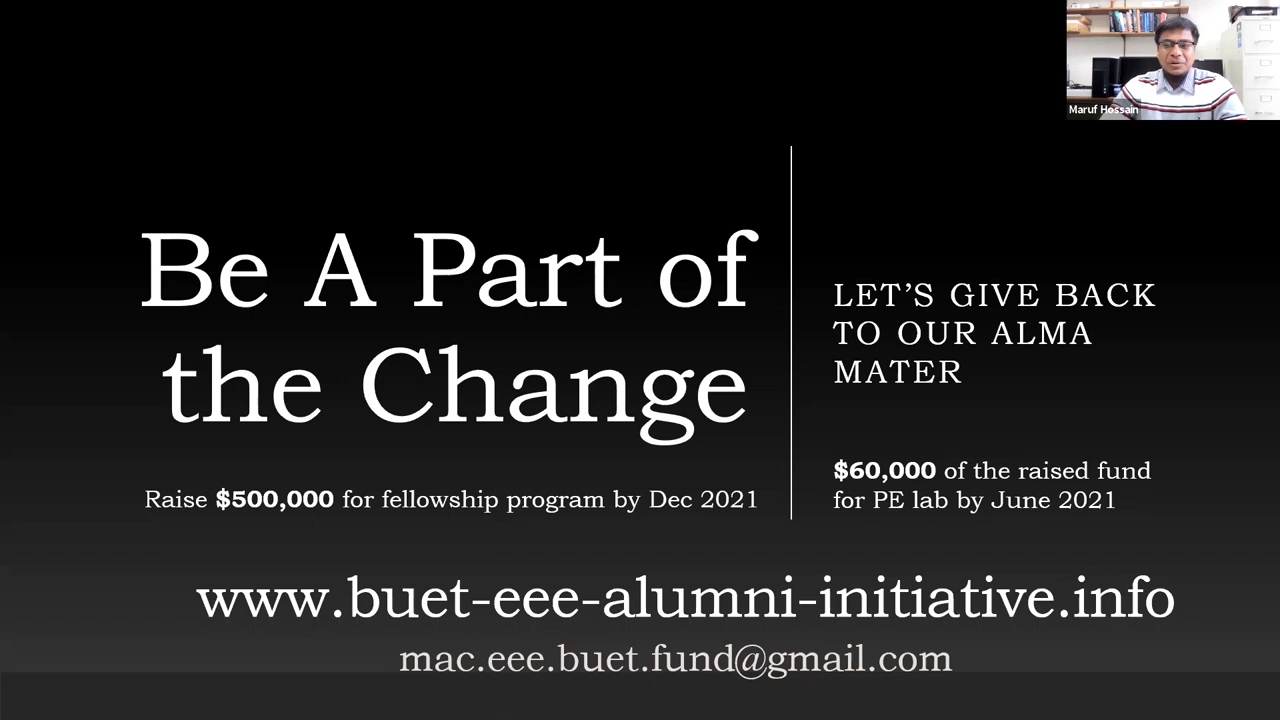 Maruf Hossain
Be A Part of
the Change
Raise $500,000 for fellowship program by Dec 2021
LET’S GIVE BACK
TO OUR ALMA
MATER
$60,000 of the raised fund
for PE lab by June 2021
www.buet-eee-alumni-initiative.info
mac.eee.buet.fund@gmail.com